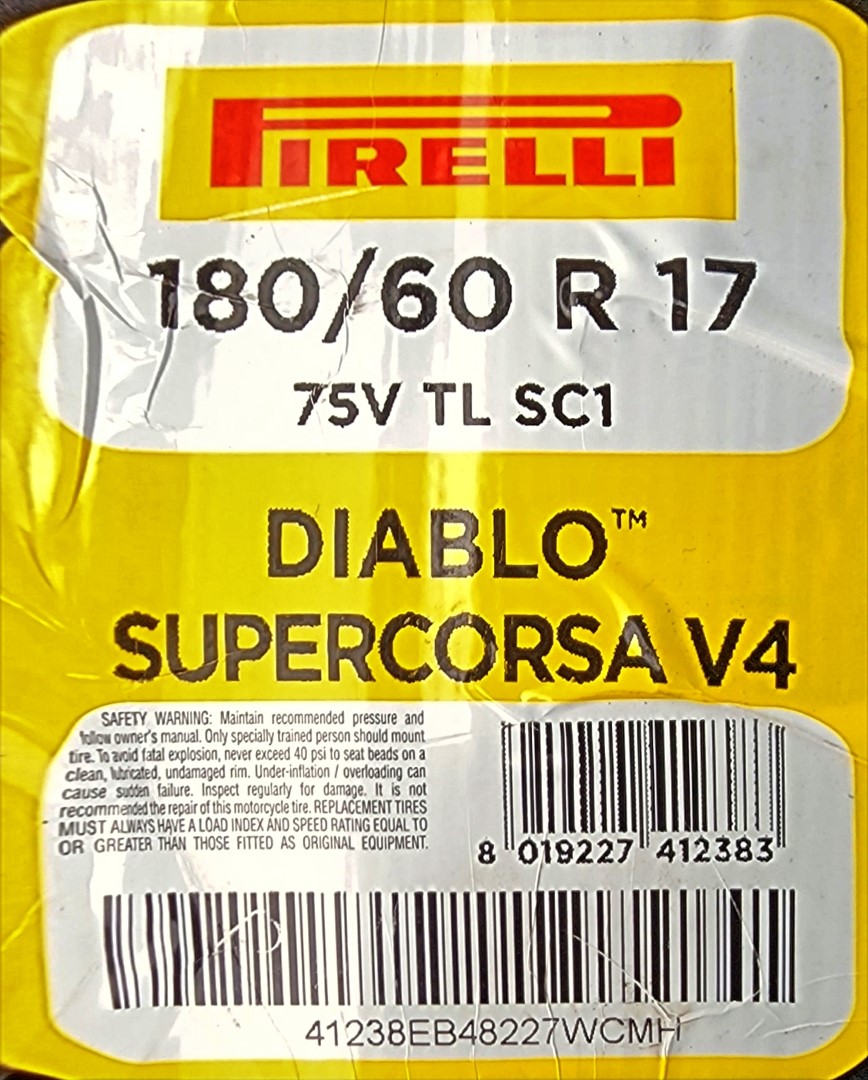 PIRELLI
180/60 R 17
75V TL SC1
DIABLO™
SUPERCORSA V4
SAFETY WARNING: Maintain recommended pressure and
follow owner's manual. Only specially trained person should mount
tire. To avoid fatal explosion, never exceed 40 psi to seat beads on a
clean, lubricated, undamaged rim. Under-inflation / overloading can
cause sudden failure. Inspect regularly for damage. It is not
recommended the repair of this motorcycle tire. REPLACEMENT TIRES
MUST ALWAYS HAVE A LOAD INDEX AND SPEED RATING EQUAL TO
OR GREATER THAN THOSE FITTED AS ORIGINAL EQUIPMENT.
8 019227 412383
41238EB48227WCMH